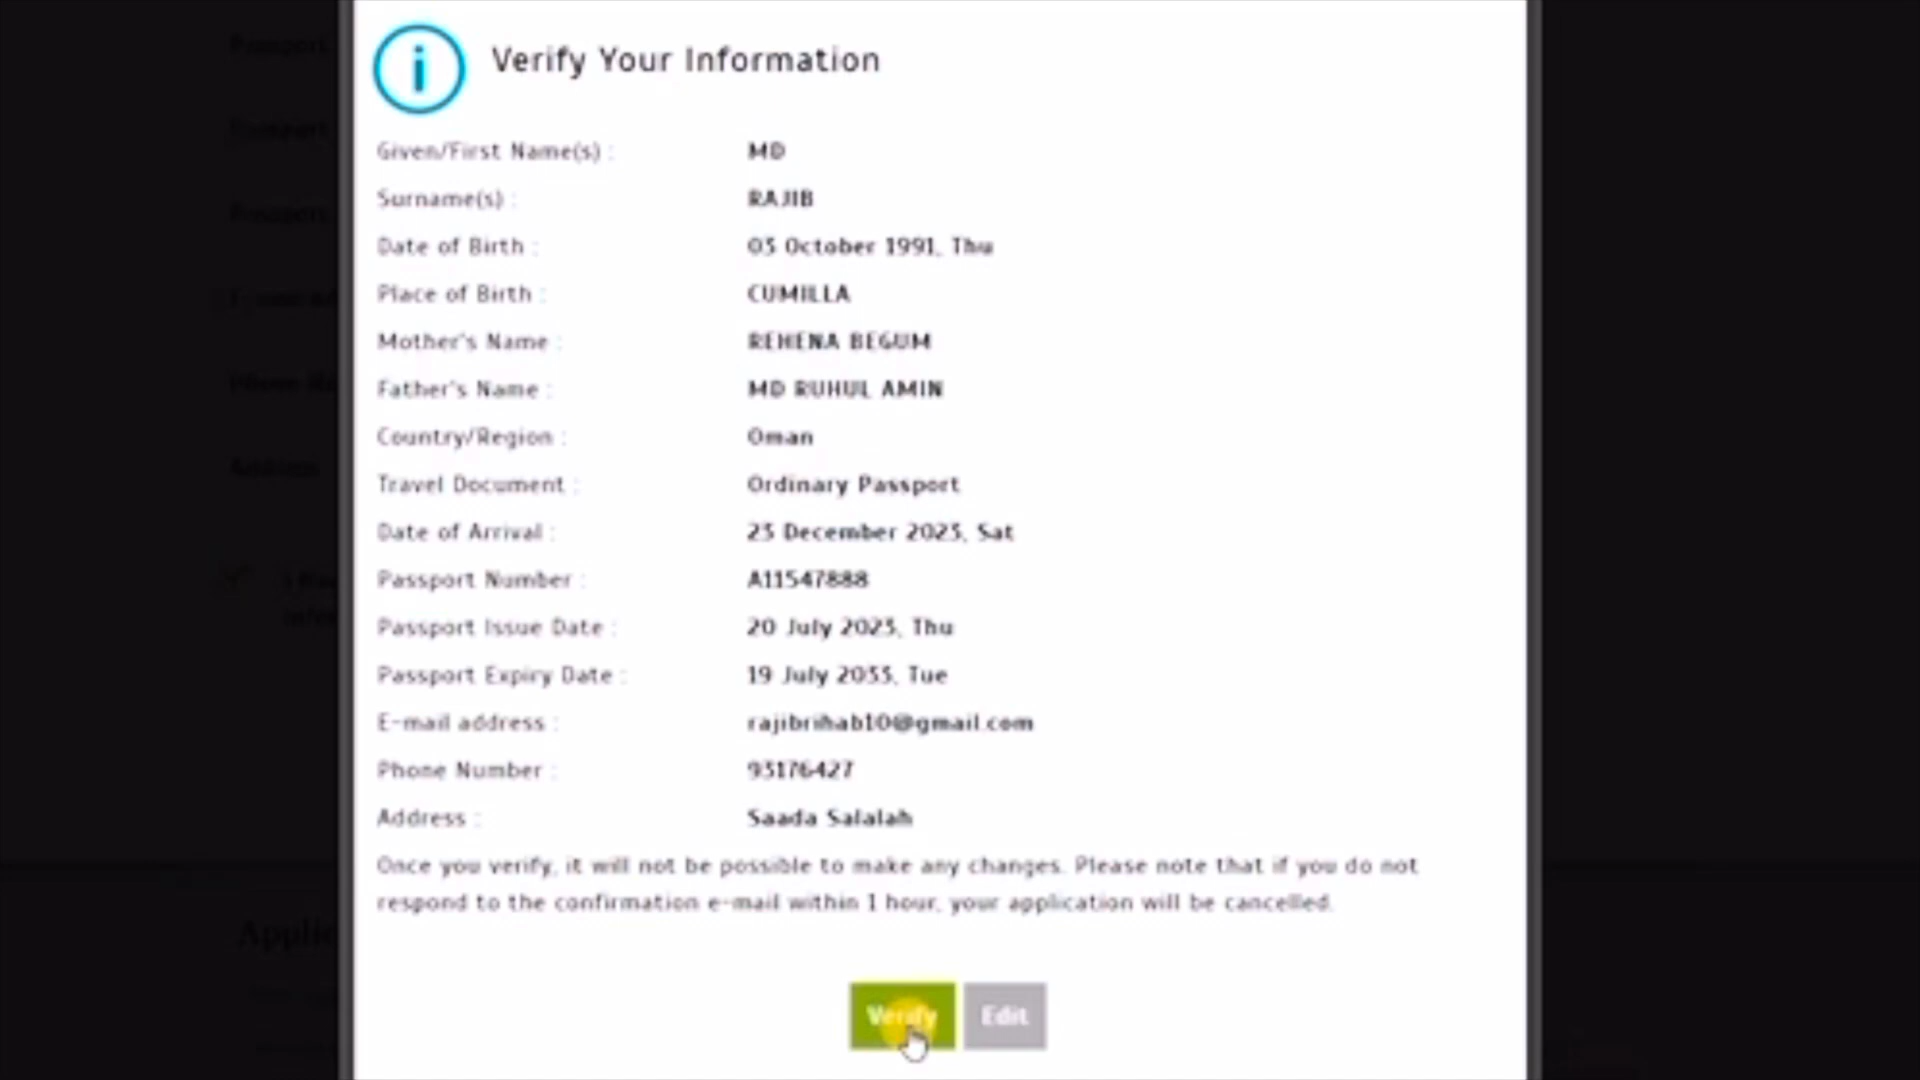 Verify Your Information
Given/First Name(s) : MD
Surname(s) : RAJIB
Date of Birth : 03 October 1991, Thu
Place of Birth : CUMILLA
Mother's Name : REHENA BEGUM
Father's Name : MD RUHUL AMIN
Country/Region : Oman
Travel Document : Ordinary Passport
Date of Arrival : 23 December 2023, Sat
Passport Number : A11547888
Passport Issue Date : 20 July 2023, Thu
Passport Expiry Date : 19 July 2033, Tue
E-mail address : rajibrihab10@gmail.com
Phone Number : 93176427
Address : Saada Salalah
Once you verify, it will not be possible to make any changes. Please note that if you do not
respond to the confirmation e-mail within 1 hour, your application will be cancelled.
Verify Edit